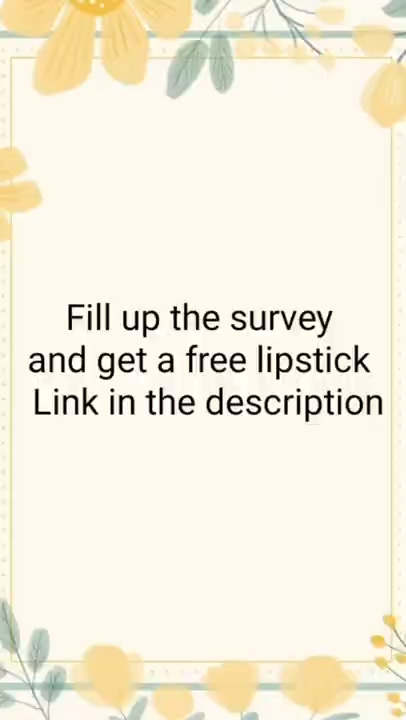 Fill up the survey
and get a free lipstick
Link in the description